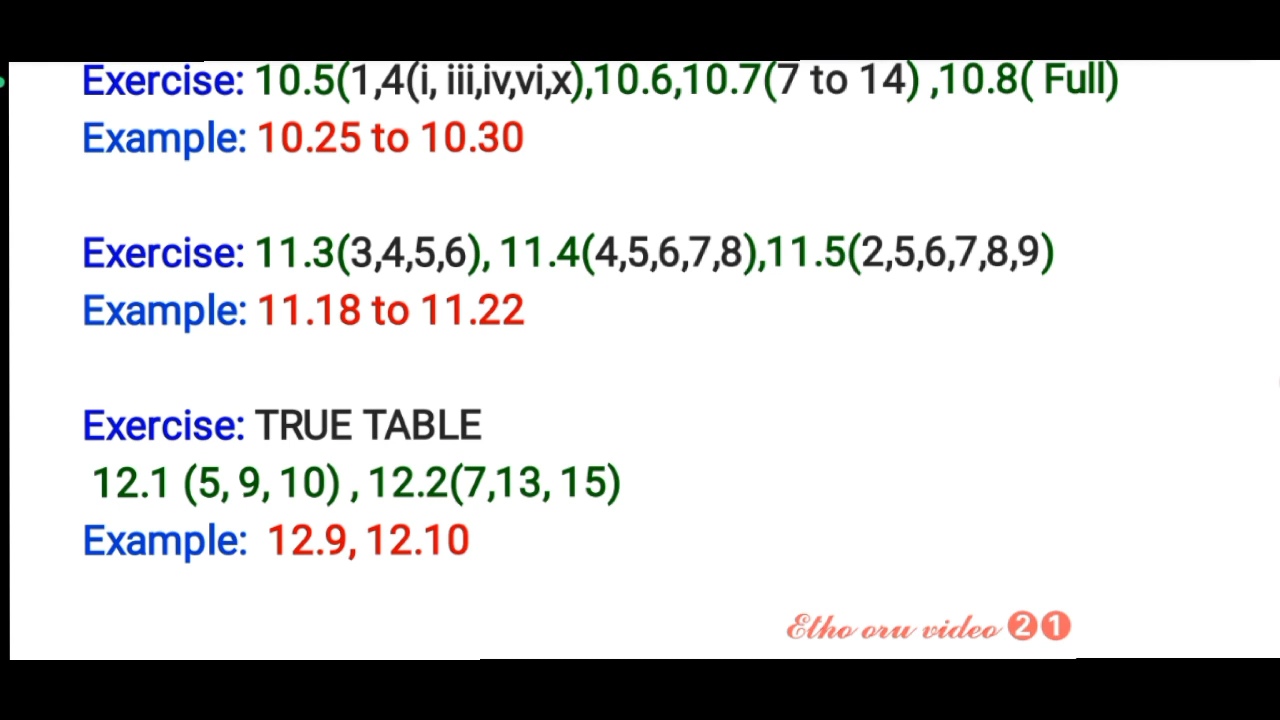 Exercise: 10.5(1,4(i, iii,iv,vi,x),10.6,10.7(7 to 14) ,10.8( Full)
Example: 10.25 to 10.30
Exercise: 11.3(3,4,5,6), 11.4(4,5,6,7,8),11.5(2,5,6,7,8,9)
Example: 11.18 to 11.22
Exercise: TRUE TABLE
12.1 (5, 9, 10) , 12.2(7,13, 15)
Example: 12.9, 12.10
Etho oru video ❷❶